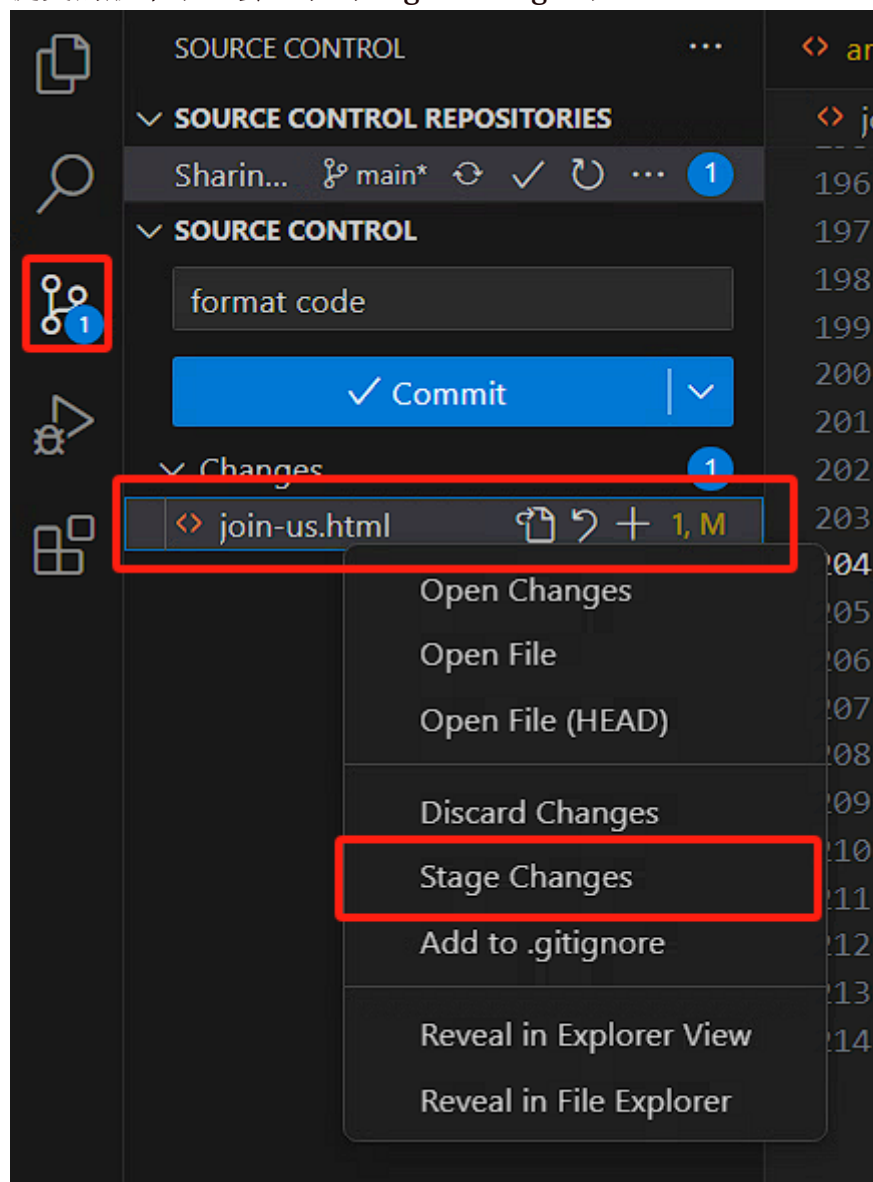 SOURCE CONTROL
SOURCE CONTROL REPOSITORIES
Sharin... main* 1
196
SOURCE CONTROL
197
198
format code
199
1
200
Commit
201
Changes 1
202
join-us.html 1, M
203
204
Open Changes
205
Open File
206
Open File (HEAD)
207
208
Discard Changes
209
210
Stage Changes
211
Add to .gitignore
212
213
Reveal in Explorer View
214
Reveal in File Explorer